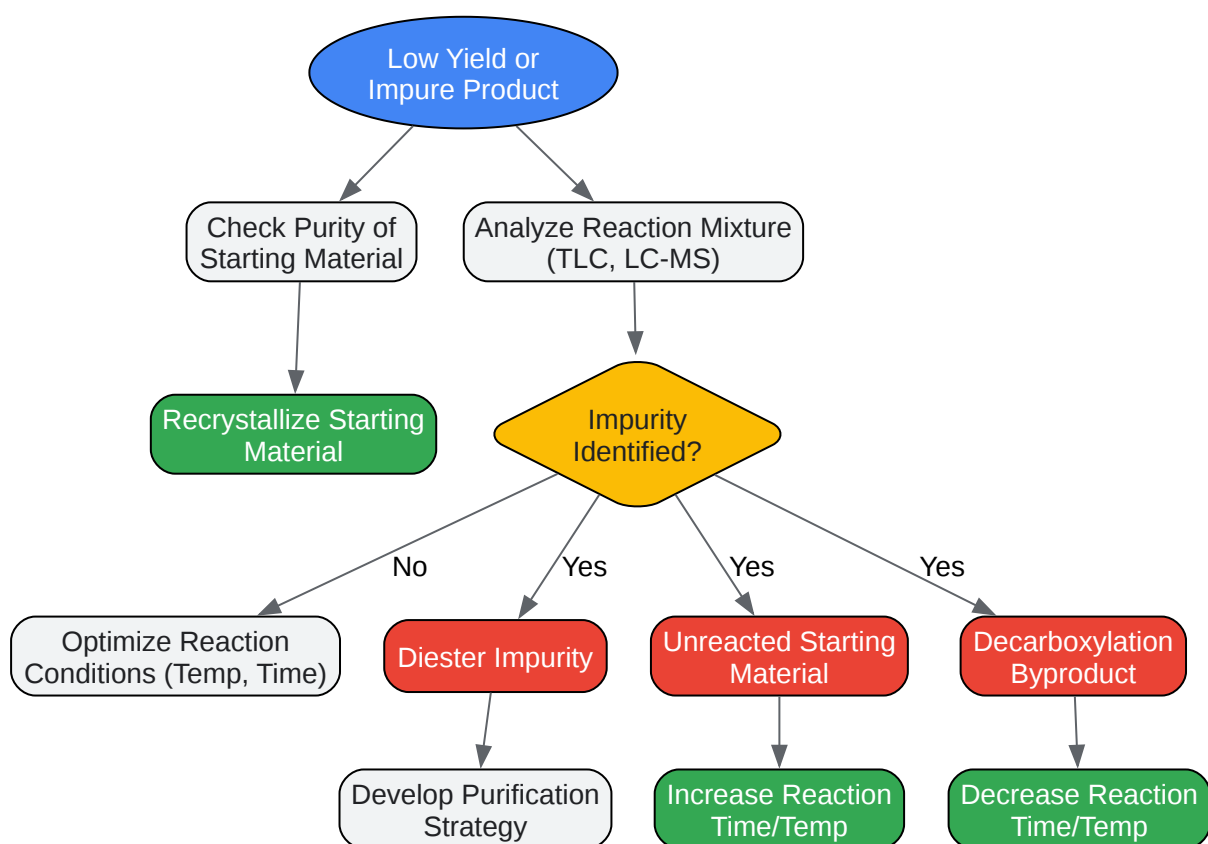 Low Yield or
Impure Product
Check Purity of
Starting Material
Analyze Reaction Mixture
(TLC, LC-MS)
Recrystallize Starting
Material
Impurity
Identified?
No
Yes
Yes
Yes
Optimize Reaction
Conditions (Temp, Time)
Diester Impurity
Unreacted Starting
Material
Decarboxylation
Byproduct
Develop Purification
Strategy
Increase Reaction
Time/Temp
Decrease Reaction
Time/Temp